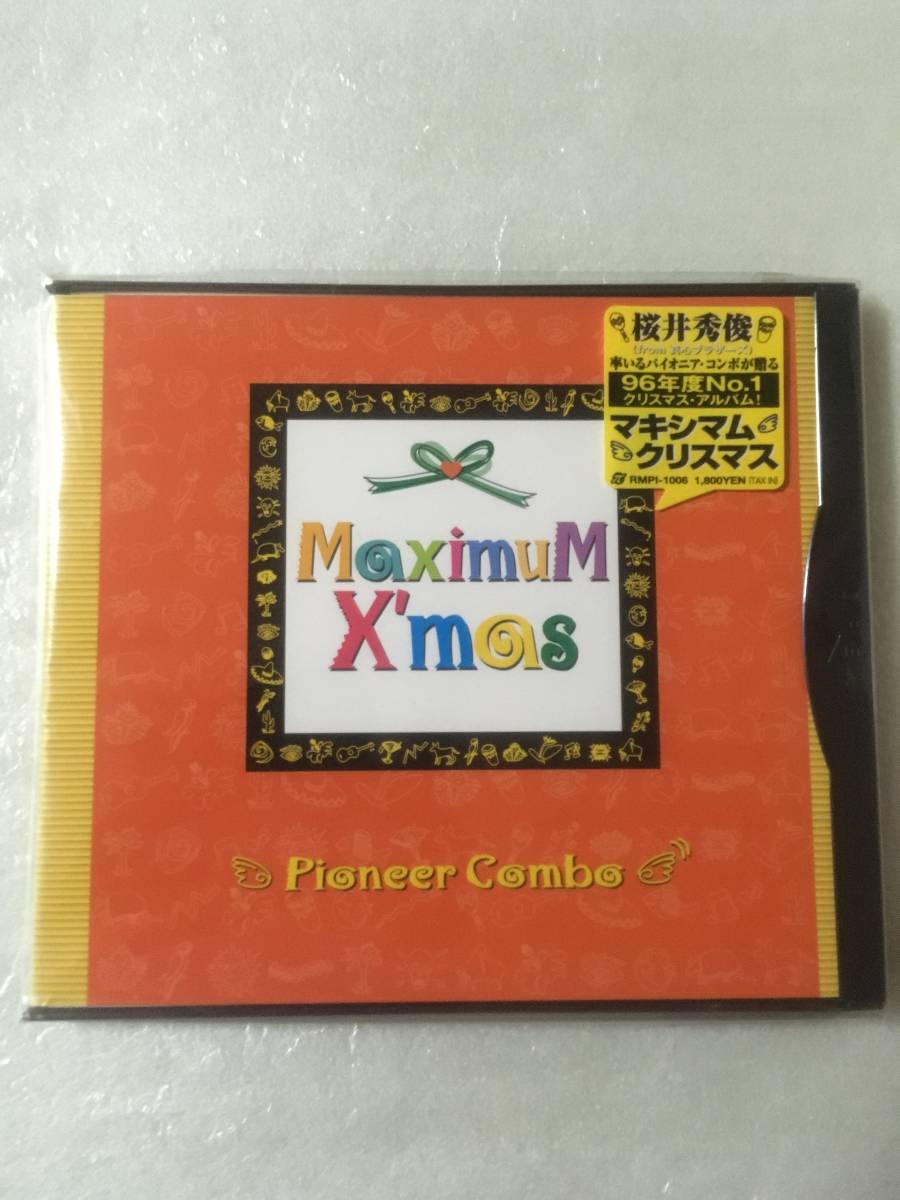 桜井秀俊
(from 真心ブラザーズ)
率いるパイオニア・コンボが贈る
96年度No.1
クリスマス・アルバム!
マキシマム
クリスマス
RMPI-1006 1,800YEN (TAX IN)
MaximuM
X'mas
Pioneer Combo